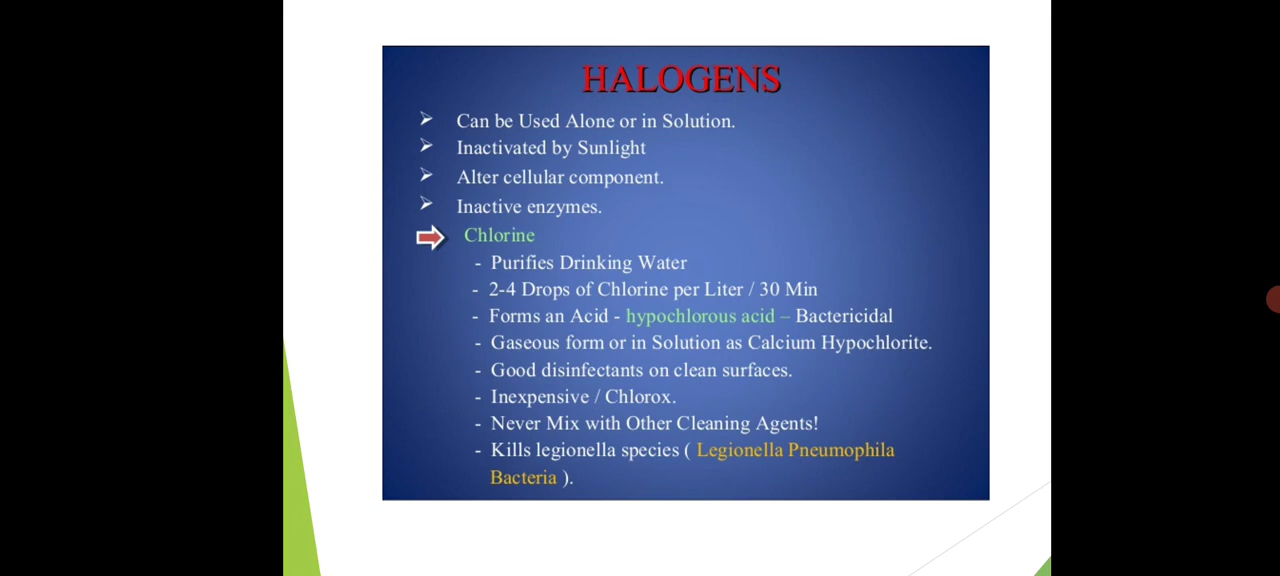 HALOGENS
➢ Can be Used Alone or in Solution.
➢ Inactivated by Sunlight
➢ Alter cellular component.
➢ Inactive enzymes.
Chlorine
- Purifies Drinking Water
- 2-4 Drops of Chlorine per Liter / 30 Min
- Forms an Acid - hypochlorous acid – Bactericidal
- Gaseous form or in Solution as Calcium Hypochlorite.
- Good disinfectants on clean surfaces.
- Inexpensive / Chlorox.
- Never Mix with Other Cleaning Agents!
- Kills legionella species ( Legionella Pneumophila
Bacteria ).